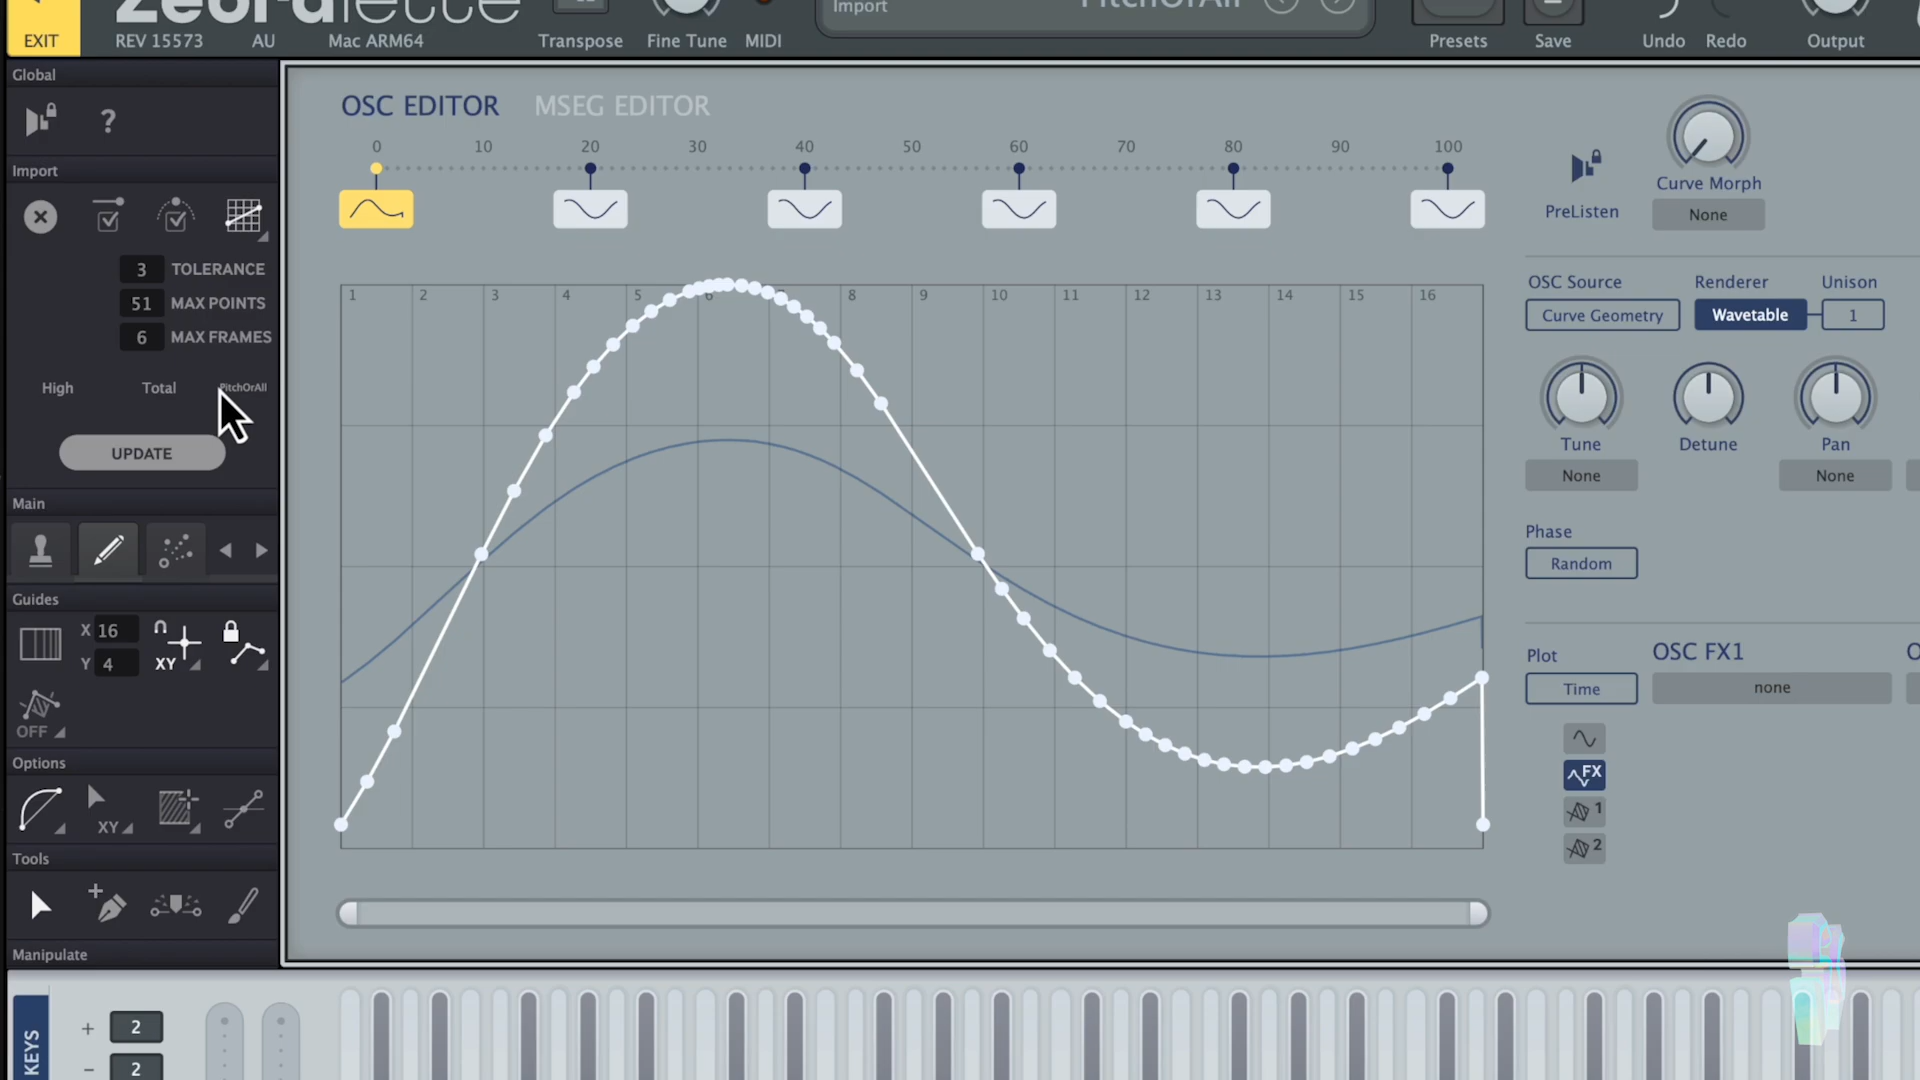 EXIT
REV 15573 AU Mac ARM64
Transpose Fine Tune MIDI
Import
Presets Save Undo Redo Output
Global
?
Import
3 TOLERANCE
51 MAX POINTS
6 MAX FRAMES
High Total PitchOrAll
UPDATE
Main
Guides
X 16
Y 4
XY
OFF
Options
XY
Tools
Manipulate
OSC EDITOR MSEG EDITOR
0 10 20 30 40 50 60 70 80 90 100
1 2 3 4 5 6 7 8 9 10 11 12 13 14 15 16
PreListen
Curve Morph
None
OSC Source Renderer Unison
Curve Geometry Wavetable 1
Tune Detune Pan
None None
Phase
Random
Plot OSC FX1
Time none
FX
1
2
KEYS
+ 2
- 2